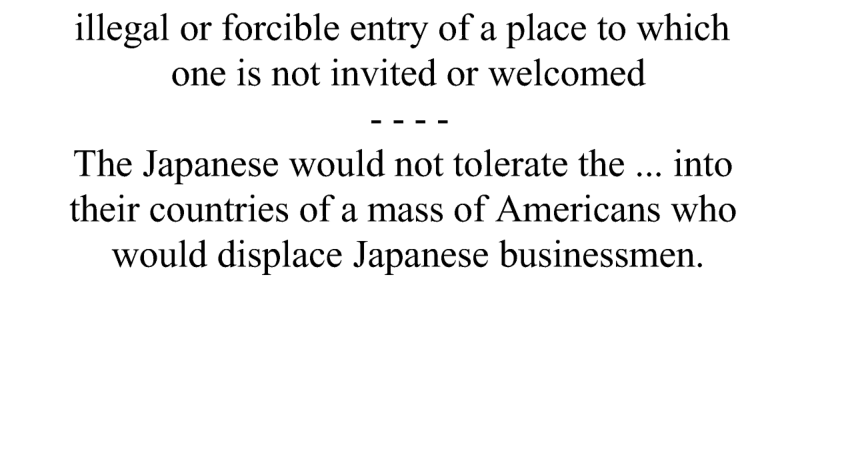 illegal or forcible entry of a place to which
one is not invited or welcomed
- - - -
The Japanese would not tolerate the ... into
their countries of a mass of Americans who
would displace Japanese businessmen.